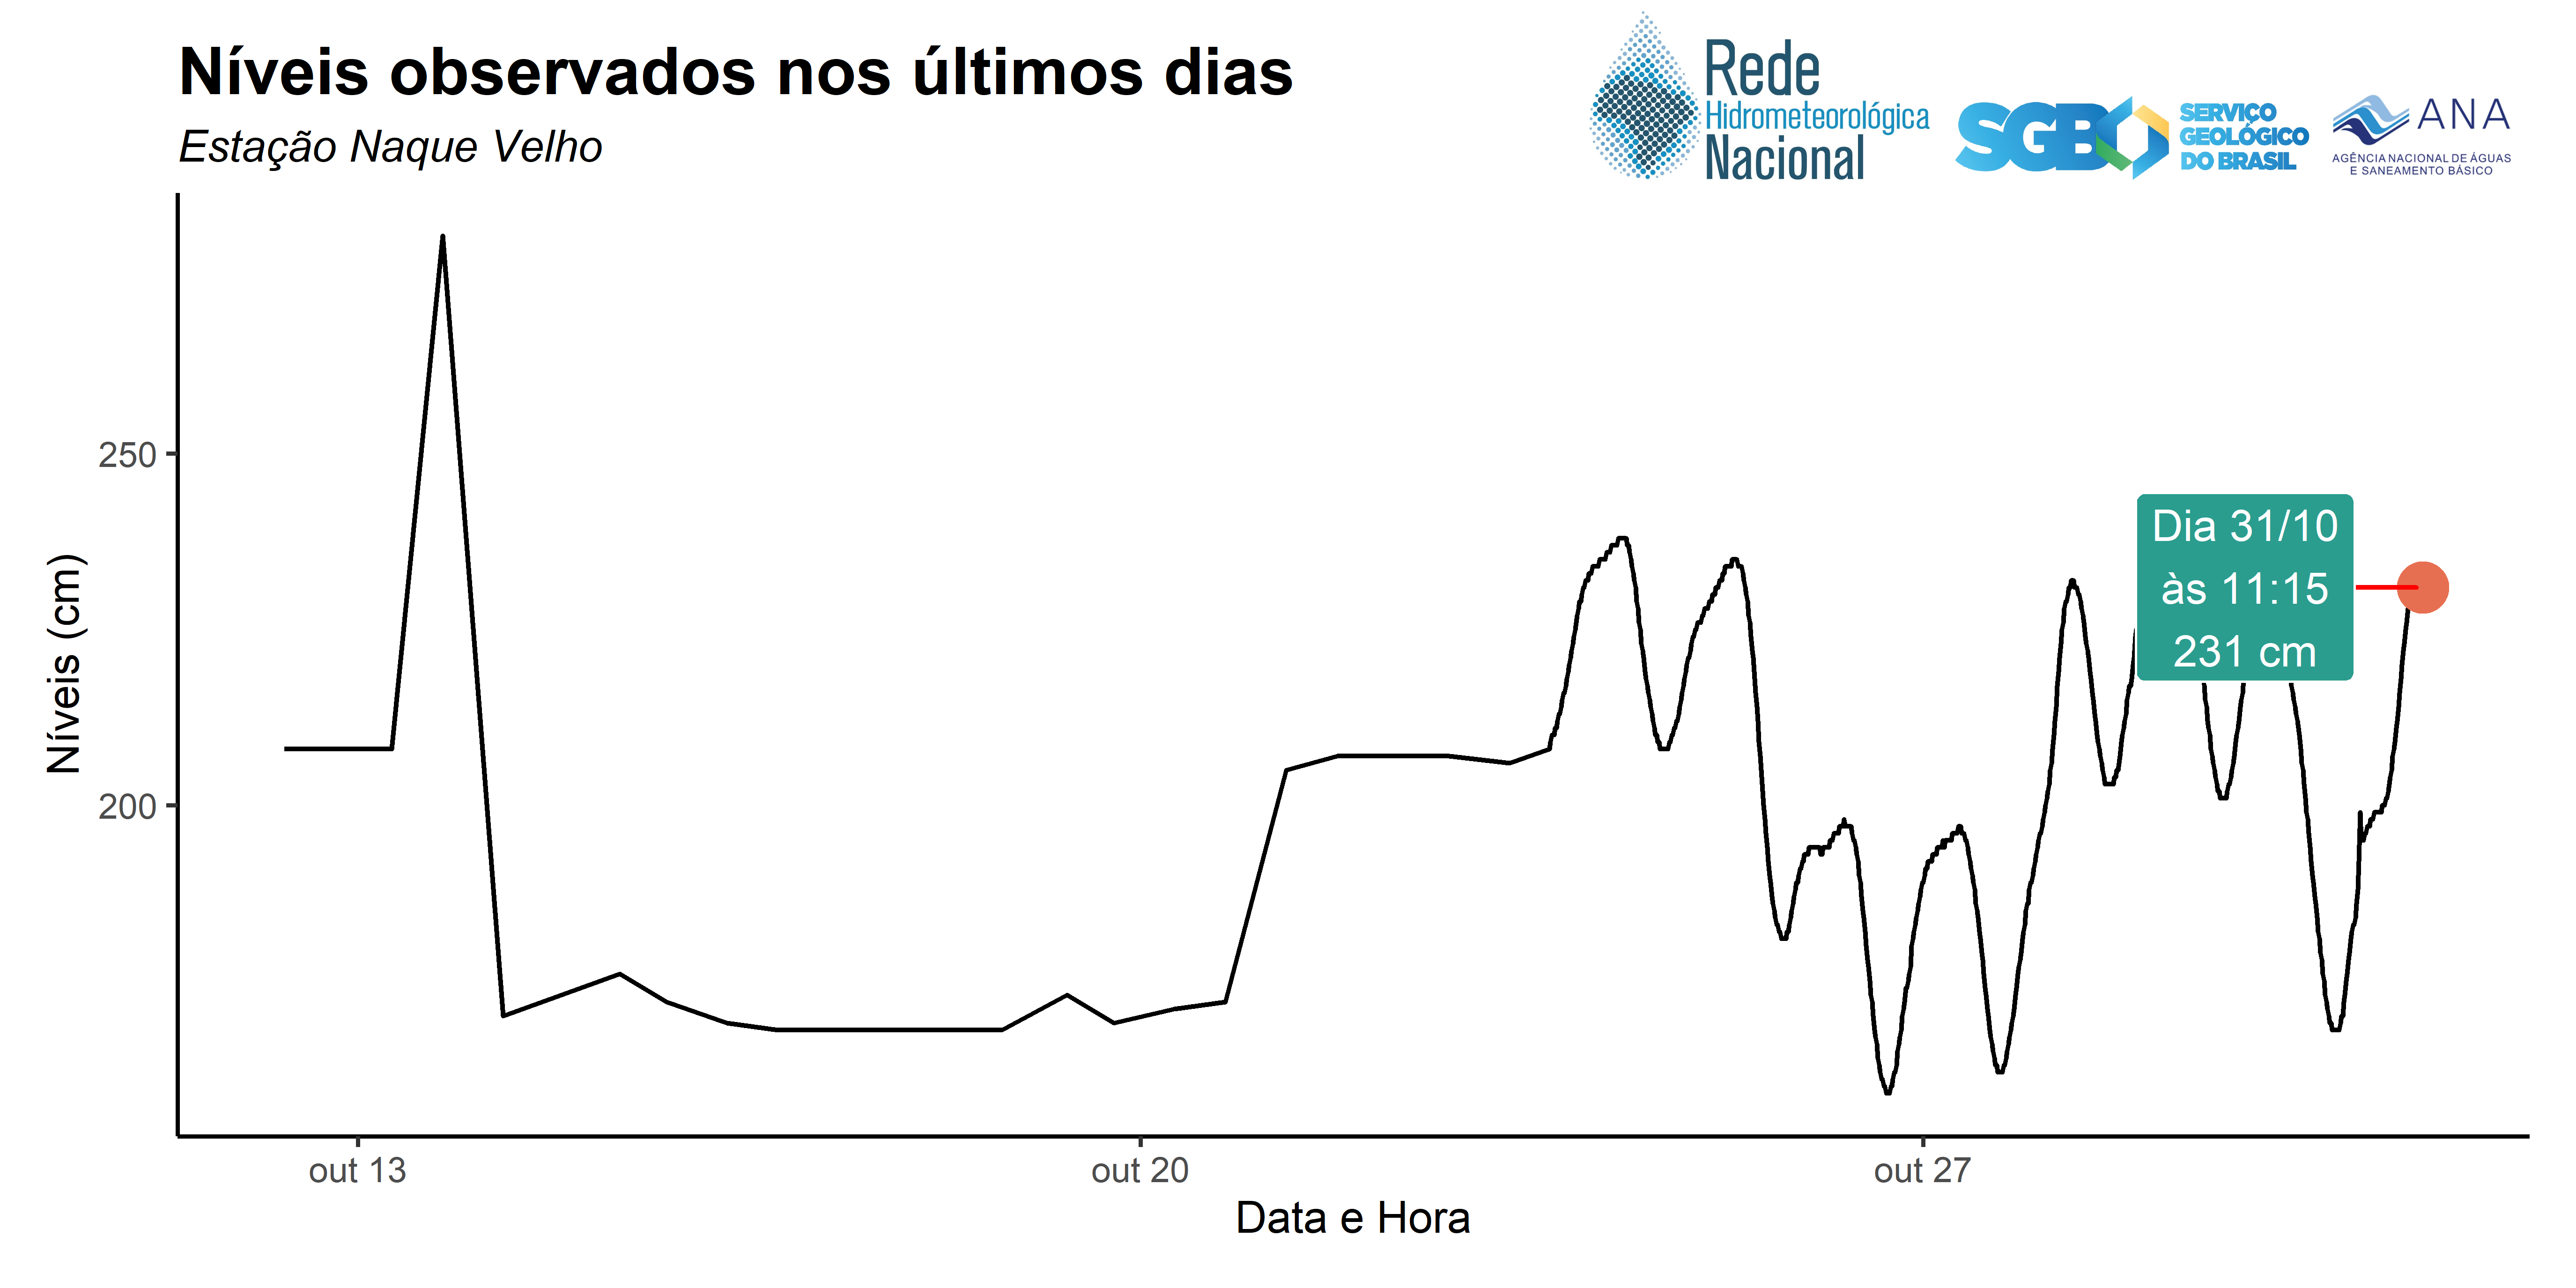 Níveis observados nos últimos dias
Estação Naque Velho
Rede
Hidrometeorológica
Nacional
SGB
SERVIÇO
GEOLÓGICO
DO BRASIL
ANA
AGÊNCIA NACIONAL DE ÁGUAS
E SANEAMENTO BÁSICO
Níveis (cm)
250
200
Dia 31/10
às 11:15
231 cm
out 13
out 20
out 27
Data e Hora